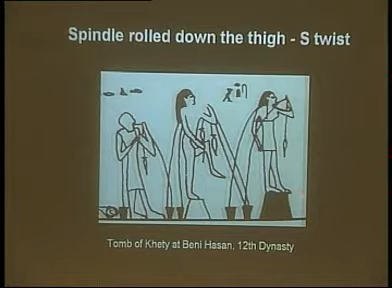 Spindle rolled down the thigh - S twist
Tomb of Khety at Beni Hasan, 12th Dynasty